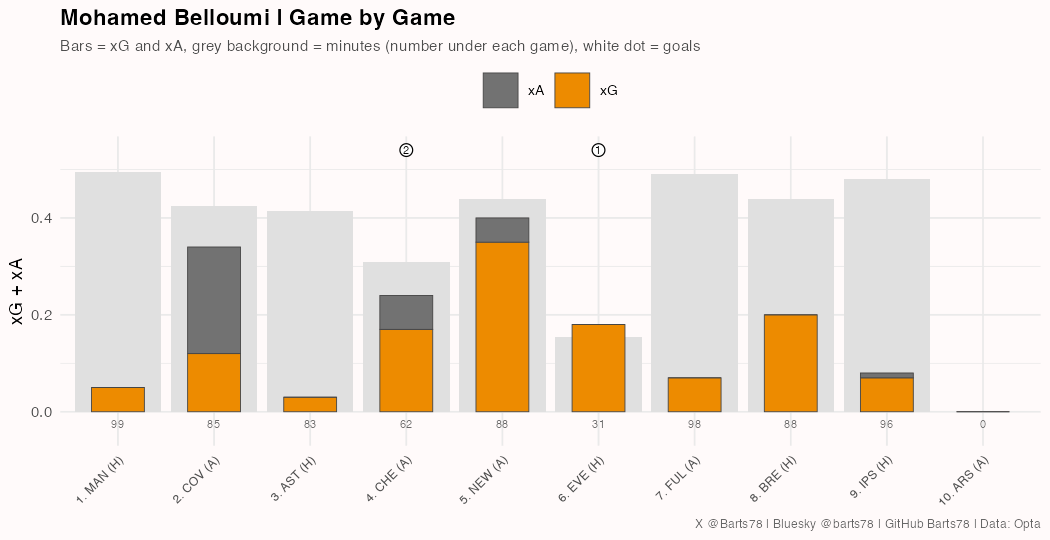 Mohamed Belloumi | Game by Game
Bars = xG and xA, grey background = minutes (number under each game), white dot = goals
xA xG
2 1
xG + xA
0.4
0.2
0.0
99 85 83 62 88 31 98 88 96 0
1. MAN (H) 2. COV (A) 3. AST (H) 4. CHE (A) 5. NEW (A) 6. EVE (H) 7. FUL (A) 8. BRE (H) 9. IPS (H) 10. ARS (A)
X @Barts78 | Bluesky @barts78 | GitHub Barts78 | Data: Opta